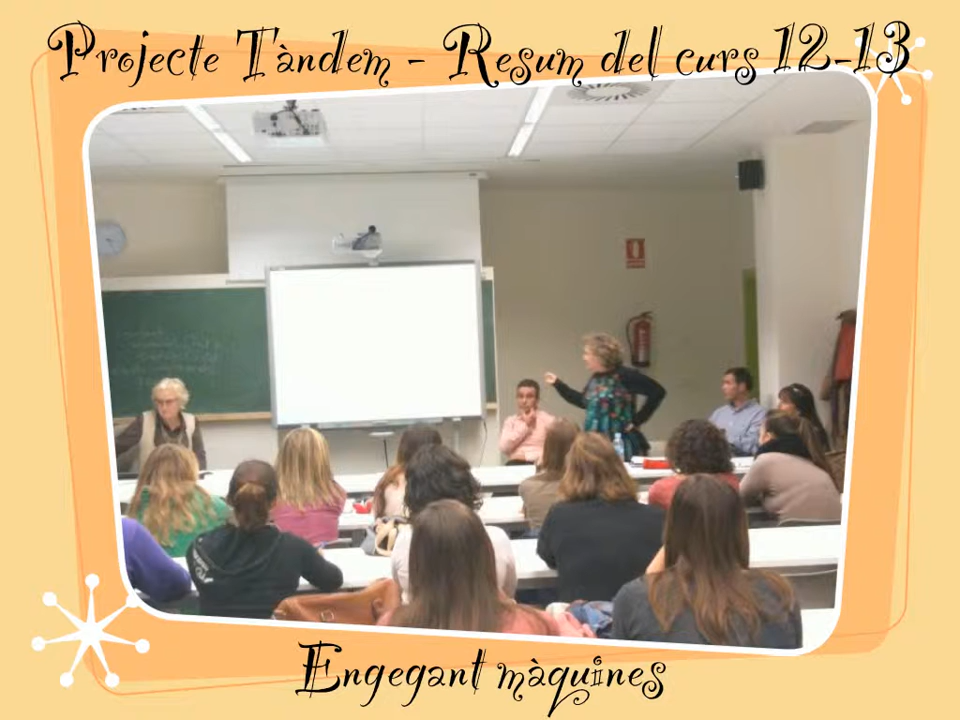 Projecte Tàndem - Resum del curs 12-13
Engegant màquines